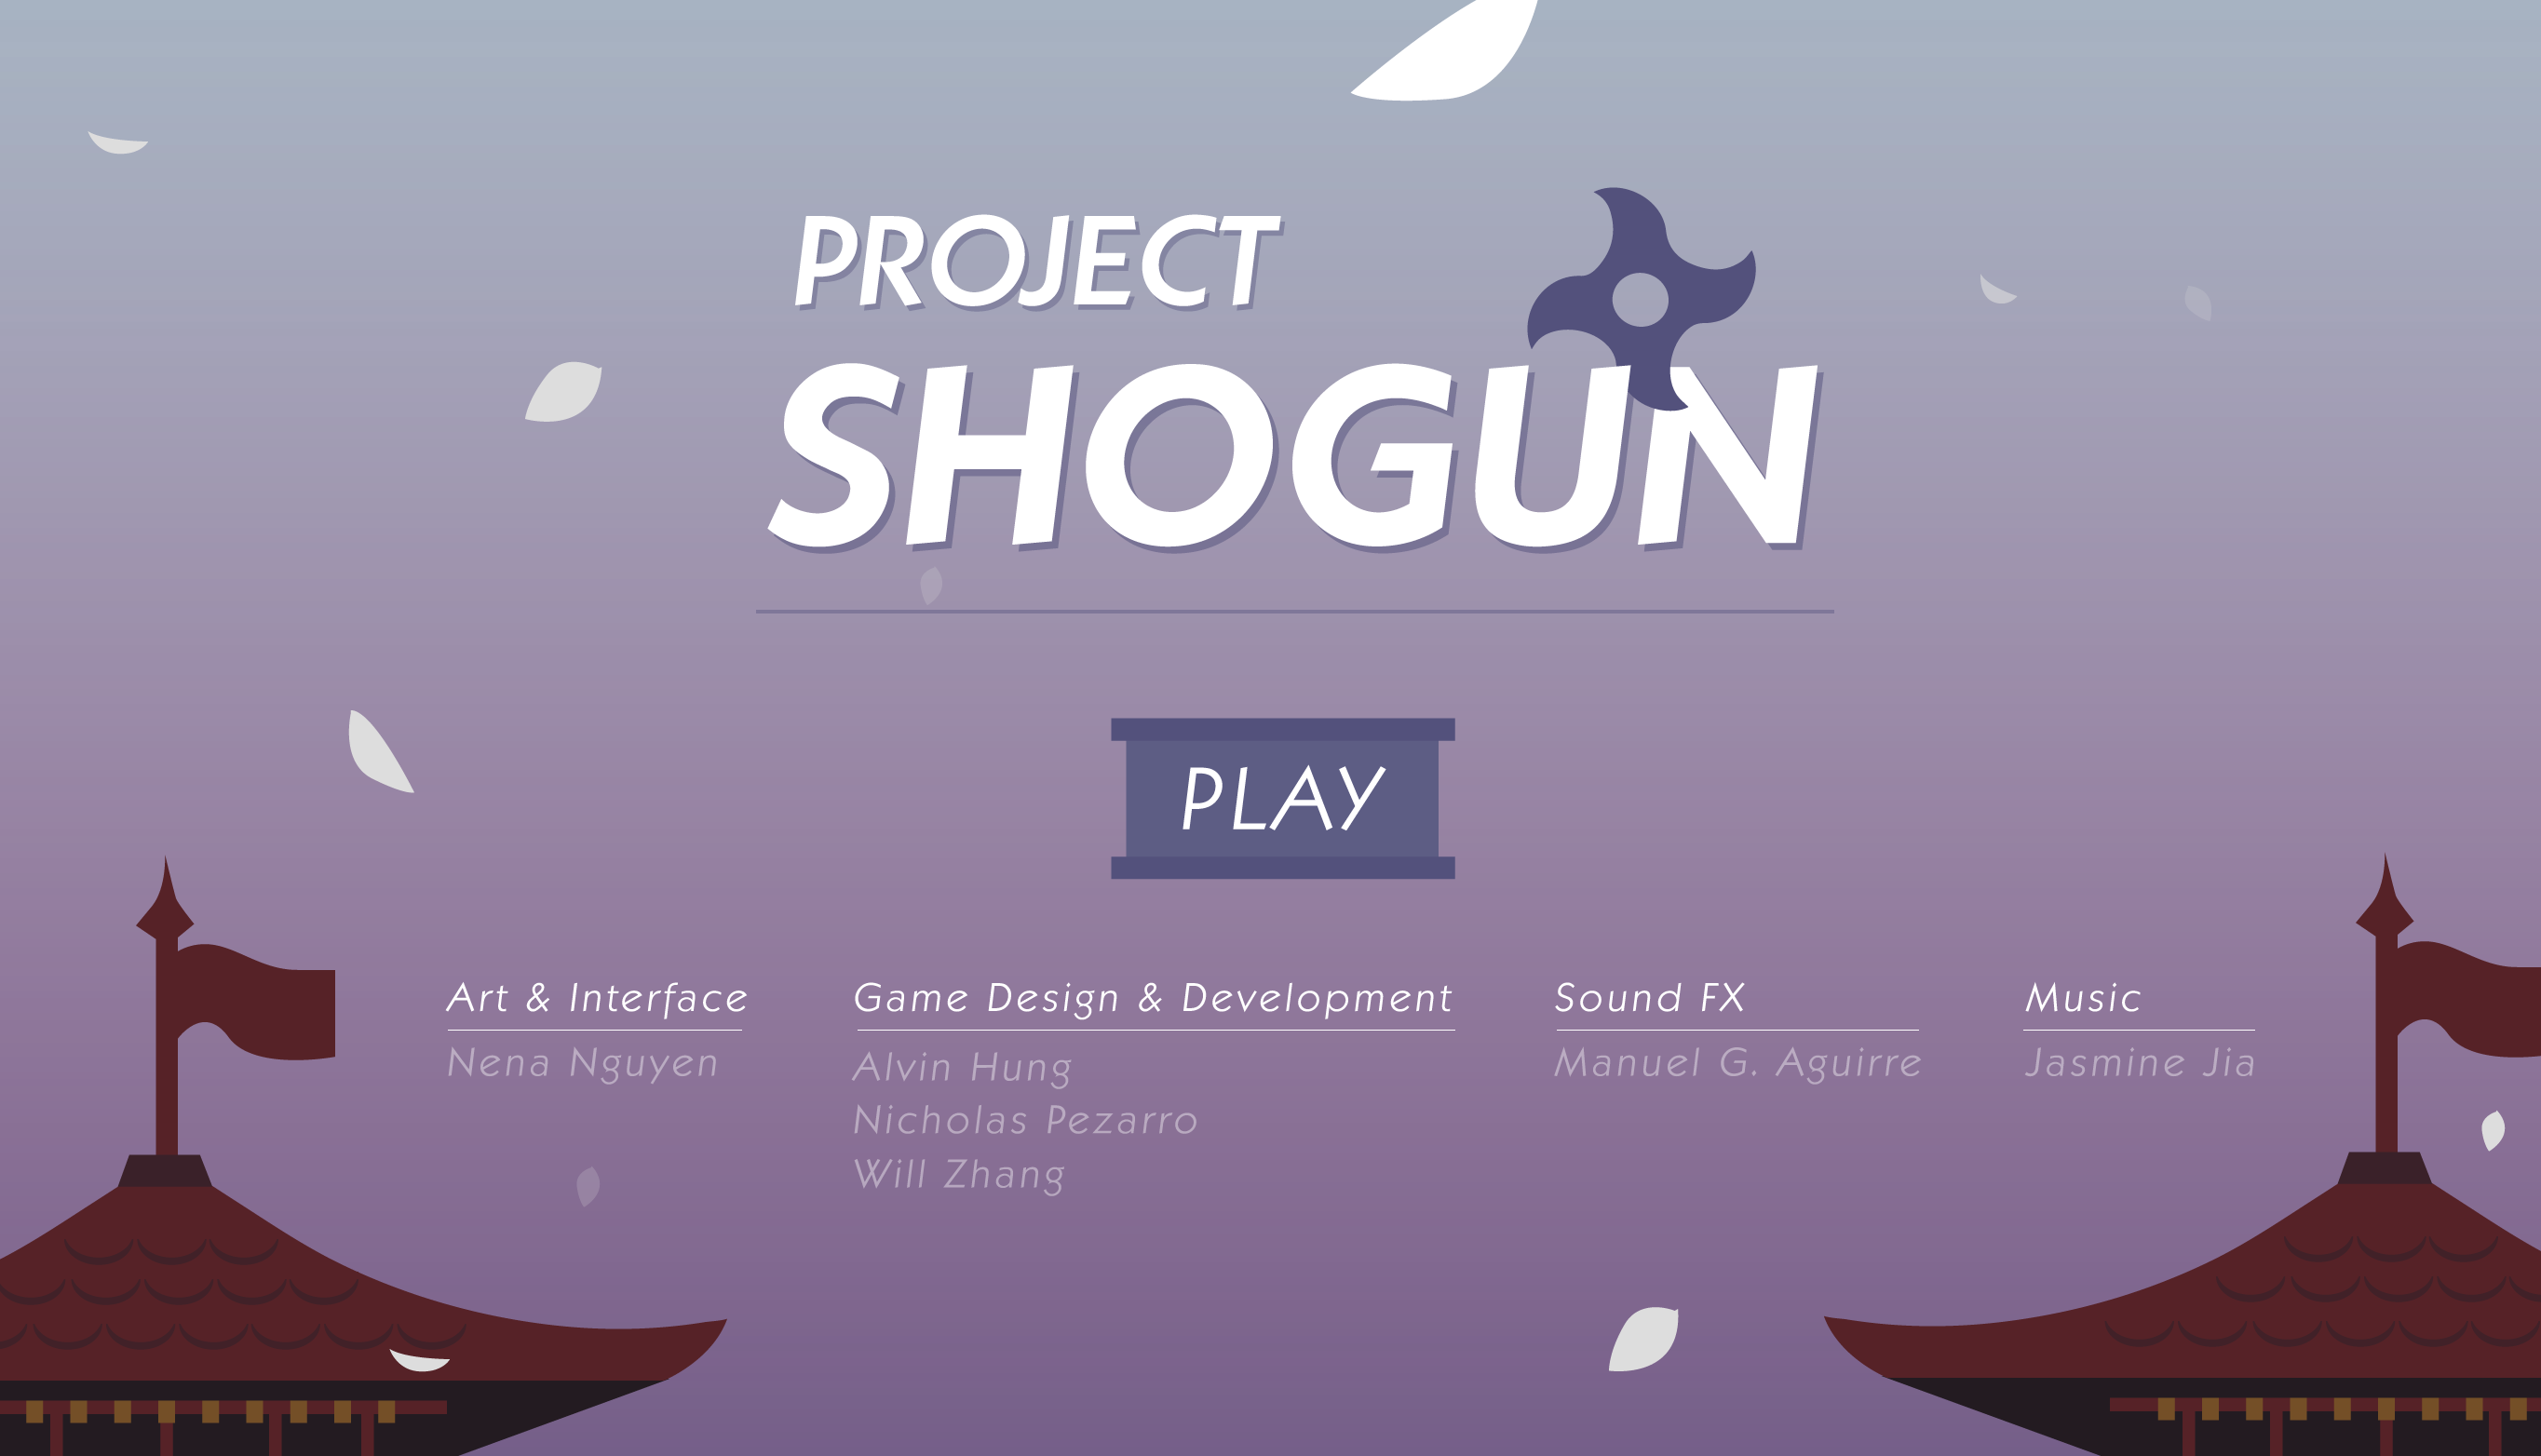 PROJECT
SHOGUN
PLAY
Art & Interface
Nena Nguyen
Game Design & Development
Alvin Hung
Nicholas Pezarro
Will Zhang
Sound FX
Manuel G. Aguirre
Music
Jasmine Jia